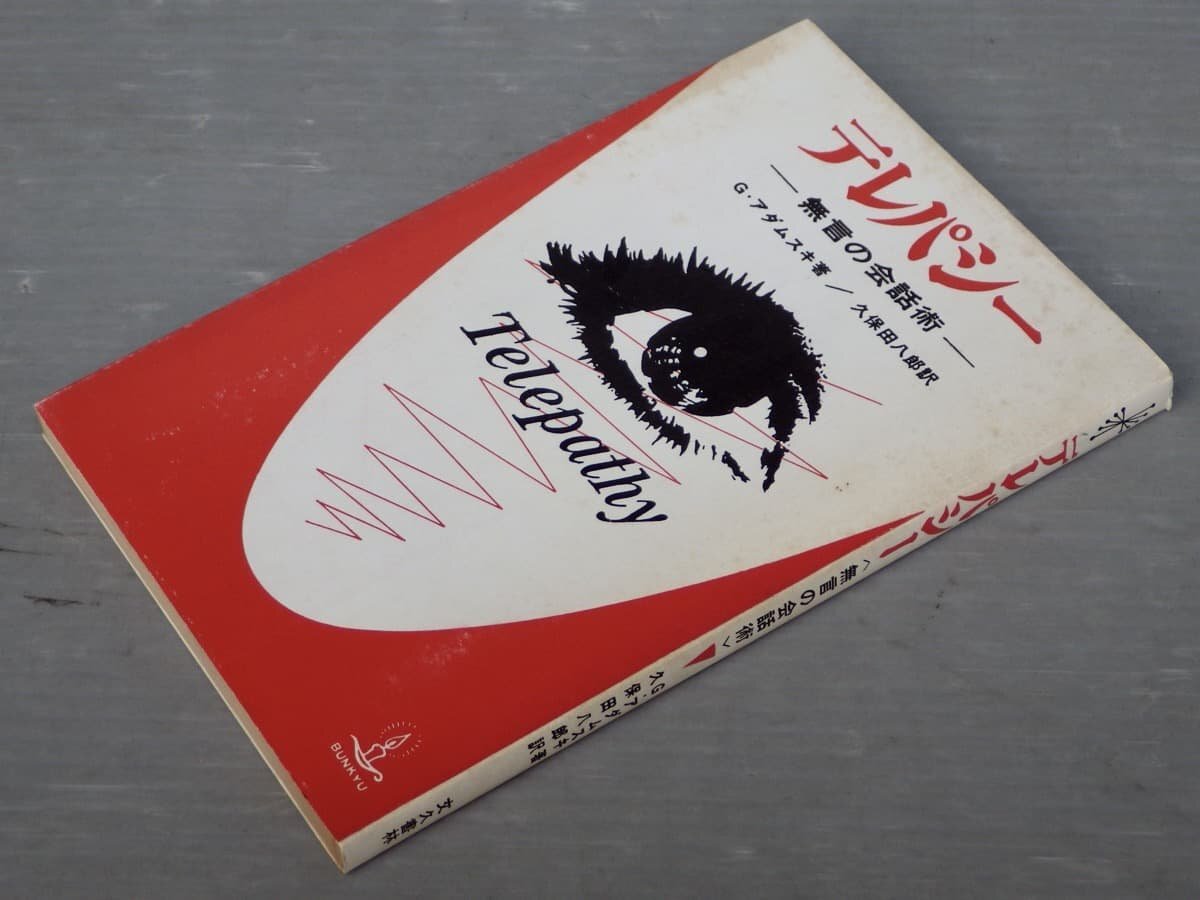 テレパシー
―無言の会話術―
G・アダムスキ著／久保田八郎訳
Telepathy
BUNKYU
テレパシー
〈無言の会話術〉
G・アダムスキ著
久保田八郎訳
文久書林